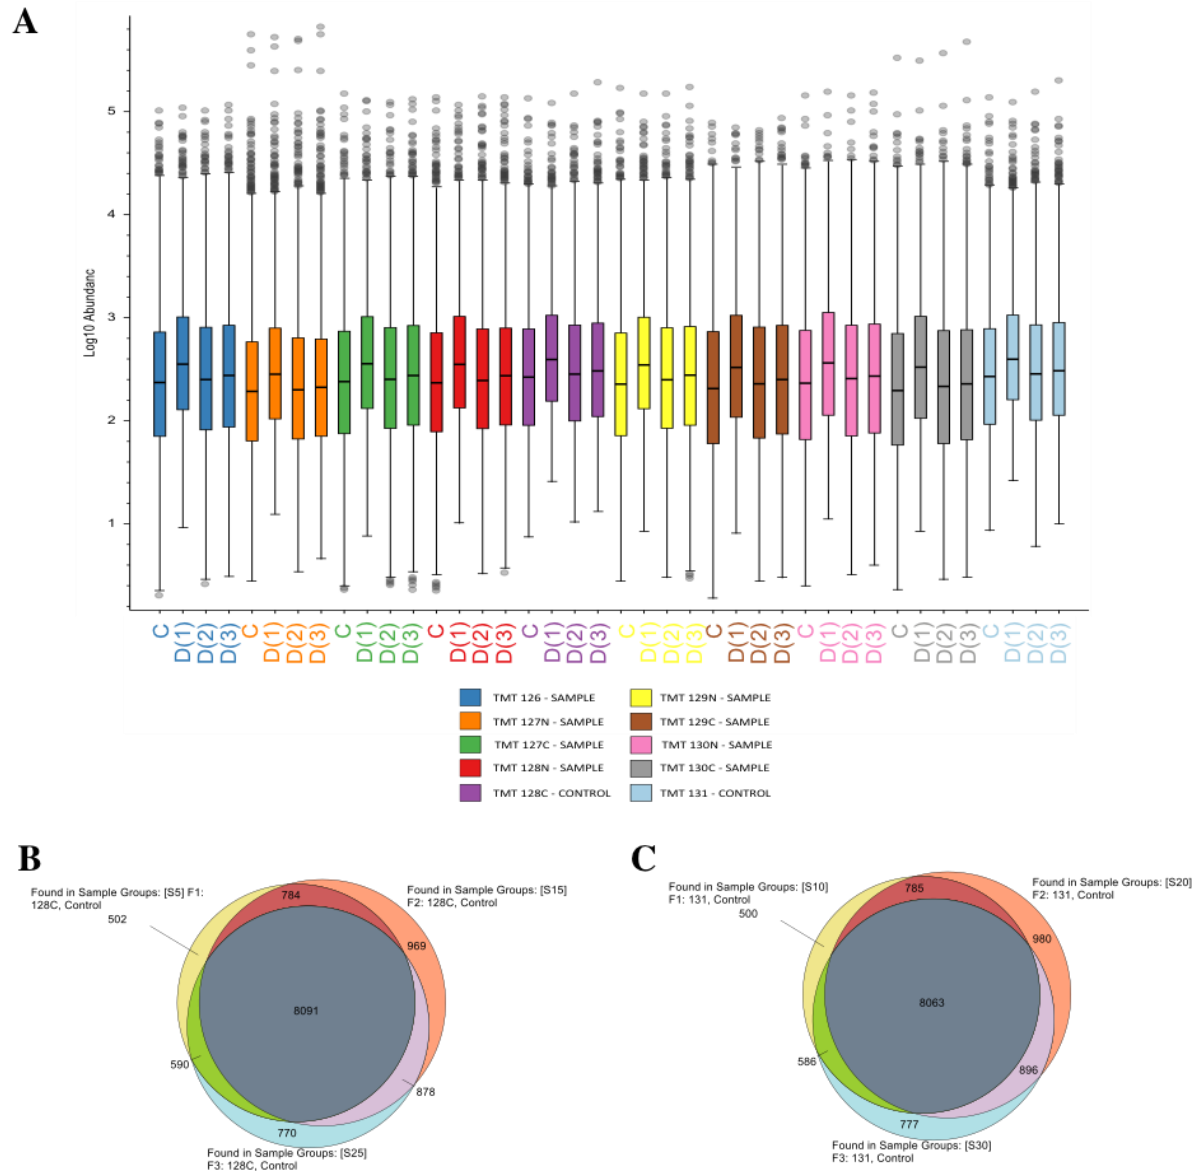 A
Log10 Abundanc
5
4
3
2
1
C D(1) D(2) D(3) C D(1) D(2) D(3) C D(1) D(2) D(3) C D(1) D(2) D(3) C D(1) D(2) D(3) C D(1) D(2) D(3) C D(1) D(2) D(3) C D(1) D(2) D(3) C D(1) D(2) D(3) C D(1) D(2) D(3)
TMT 126 - SAMPLE
TMT 127N - SAMPLE
TMT 127C - SAMPLE
TMT 128N - SAMPLE
TMT 128C - CONTROL
TMT 129N - SAMPLE
TMT 129C - SAMPLE
TMT 130N - SAMPLE
TMT 130C - SAMPLE
TMT 131 - CONTROL
B
Found in Sample Groups: [S5] F1:
128C, Control
502
784
Found in Sample Groups: [S15]
F2: 128C, Control
969
8091
590
878
770
Found in Sample Groups: [S25]
F3: 128C, Control
C
Found in Sample Groups: [S10]
F1: 131, Control
500
785
Found in Sample Groups: [S20]
F2: 131, Control
980
8063
586
896
777
Found in Sample Groups: [S30]
F3: 131, Control